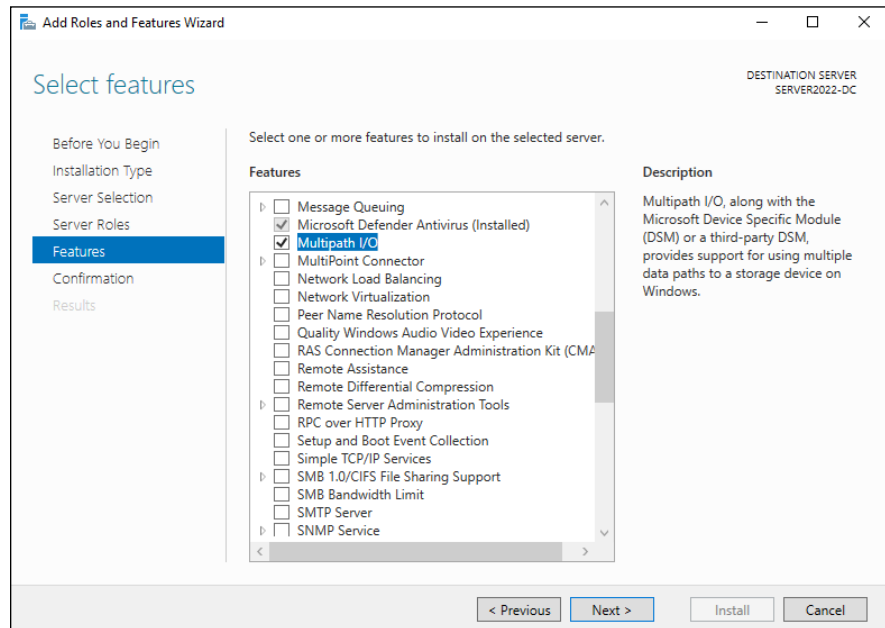 Add Roles and Features Wizard
Select features
DESTINATION SERVER
SERVER2022-DC
Before You Begin
Installation Type
Server Selection
Server Roles
Features
Confirmation
Results
Select one or more features to install on the selected server.
Features
Message Queuing
Microsoft Defender Antivirus (Installed)
Multipath I/O
MultiPoint Connector
Network Load Balancing
Network Virtualization
Peer Name Resolution Protocol
Quality Windows Audio Video Experience
RAS Connection Manager Administration Kit (CMA
Remote Assistance
Remote Differential Compression
Remote Server Administration Tools
RPC over HTTP Proxy
Setup and Boot Event Collection
Simple TCP/IP Services
SMB 1.0/CIFS File Sharing Support
SMB Bandwidth Limit
SMTP Server
SNMP Service
Description
Multipath I/O, along with the
Microsoft Device Specific Module
(DSM) or a third-party DSM,
provides support for using multiple
data paths to a storage device on
Windows.
< Previous
Next >
Install
Cancel